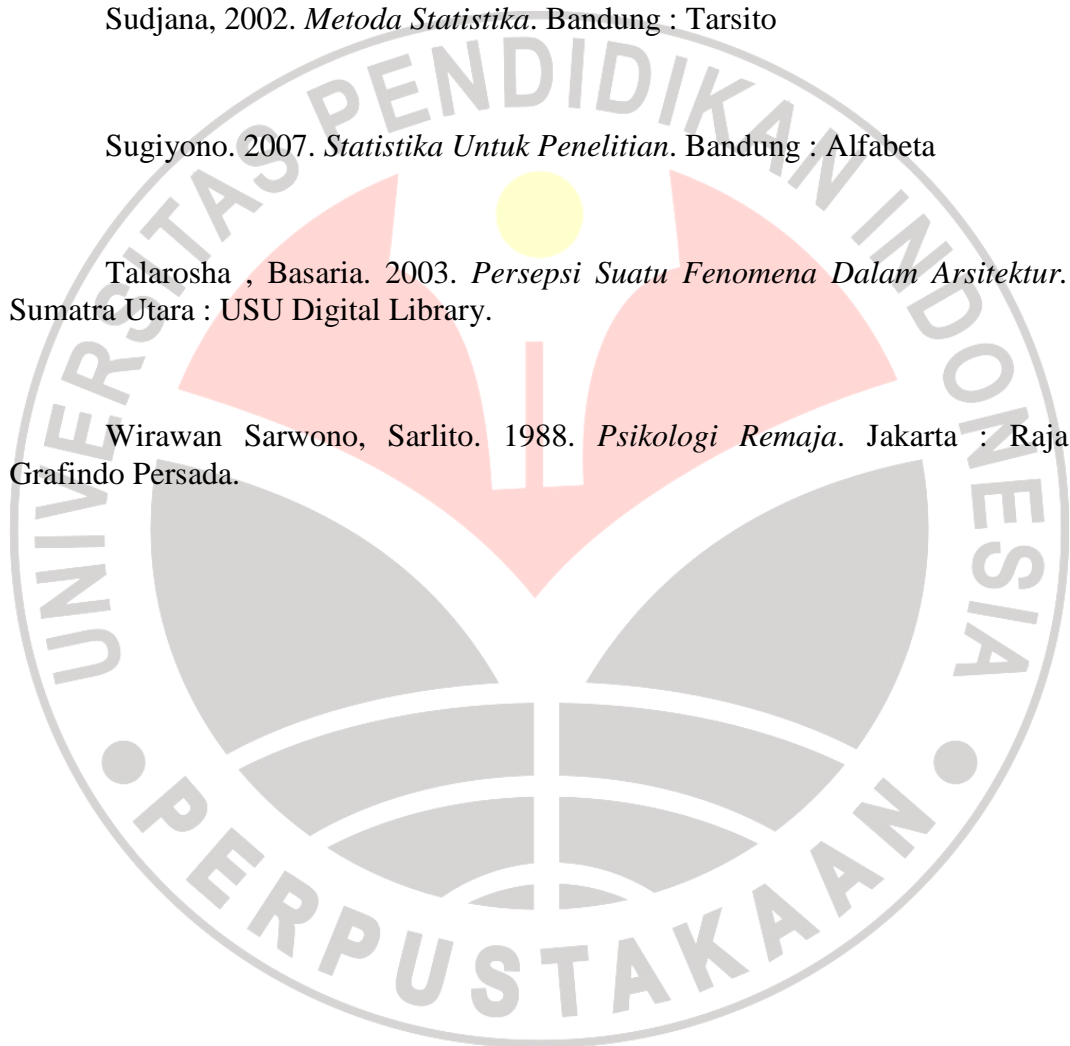 Sudjana, 2002. Metoda Statistika. Bandung : Tarsito
Sugiyono. 2007. Statistika Untuk Penelitian. Bandung : Alfabeta
Talarosha , Basaria. 2003. Persepsi Suatu Fenomena Dalam Arsitektur.
Sumatra Utara : USU Digital Library.
Wirawan Sarwono, Sarlito. 1988. Psikologi Remaja. Jakarta : Raja
Grafindo Persada.
UNIVERSITAS PENDIDIKAN INDONESIA
PERPUSTAKAAN